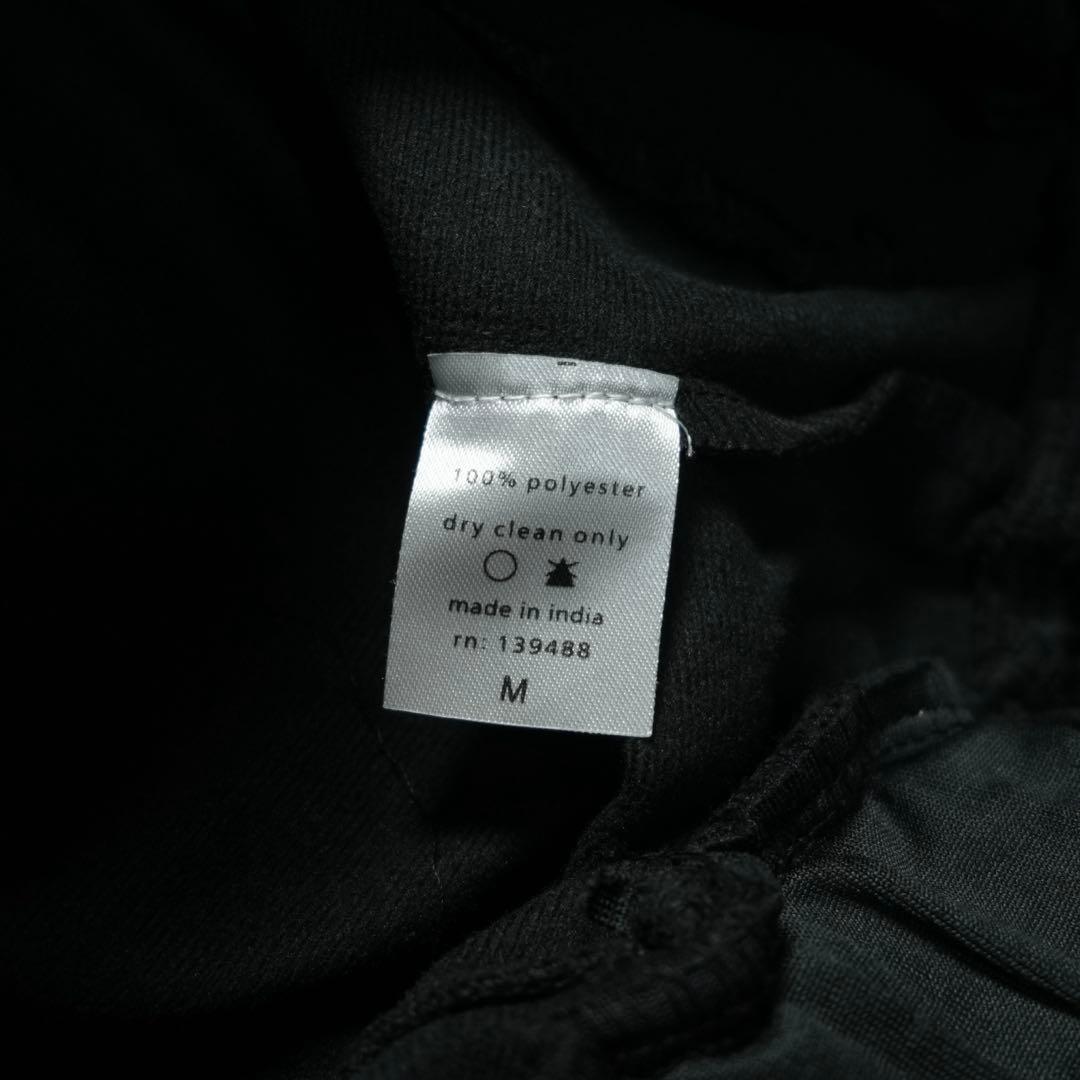 100% polyester
dry clean only
made in india
rn: 139488
M